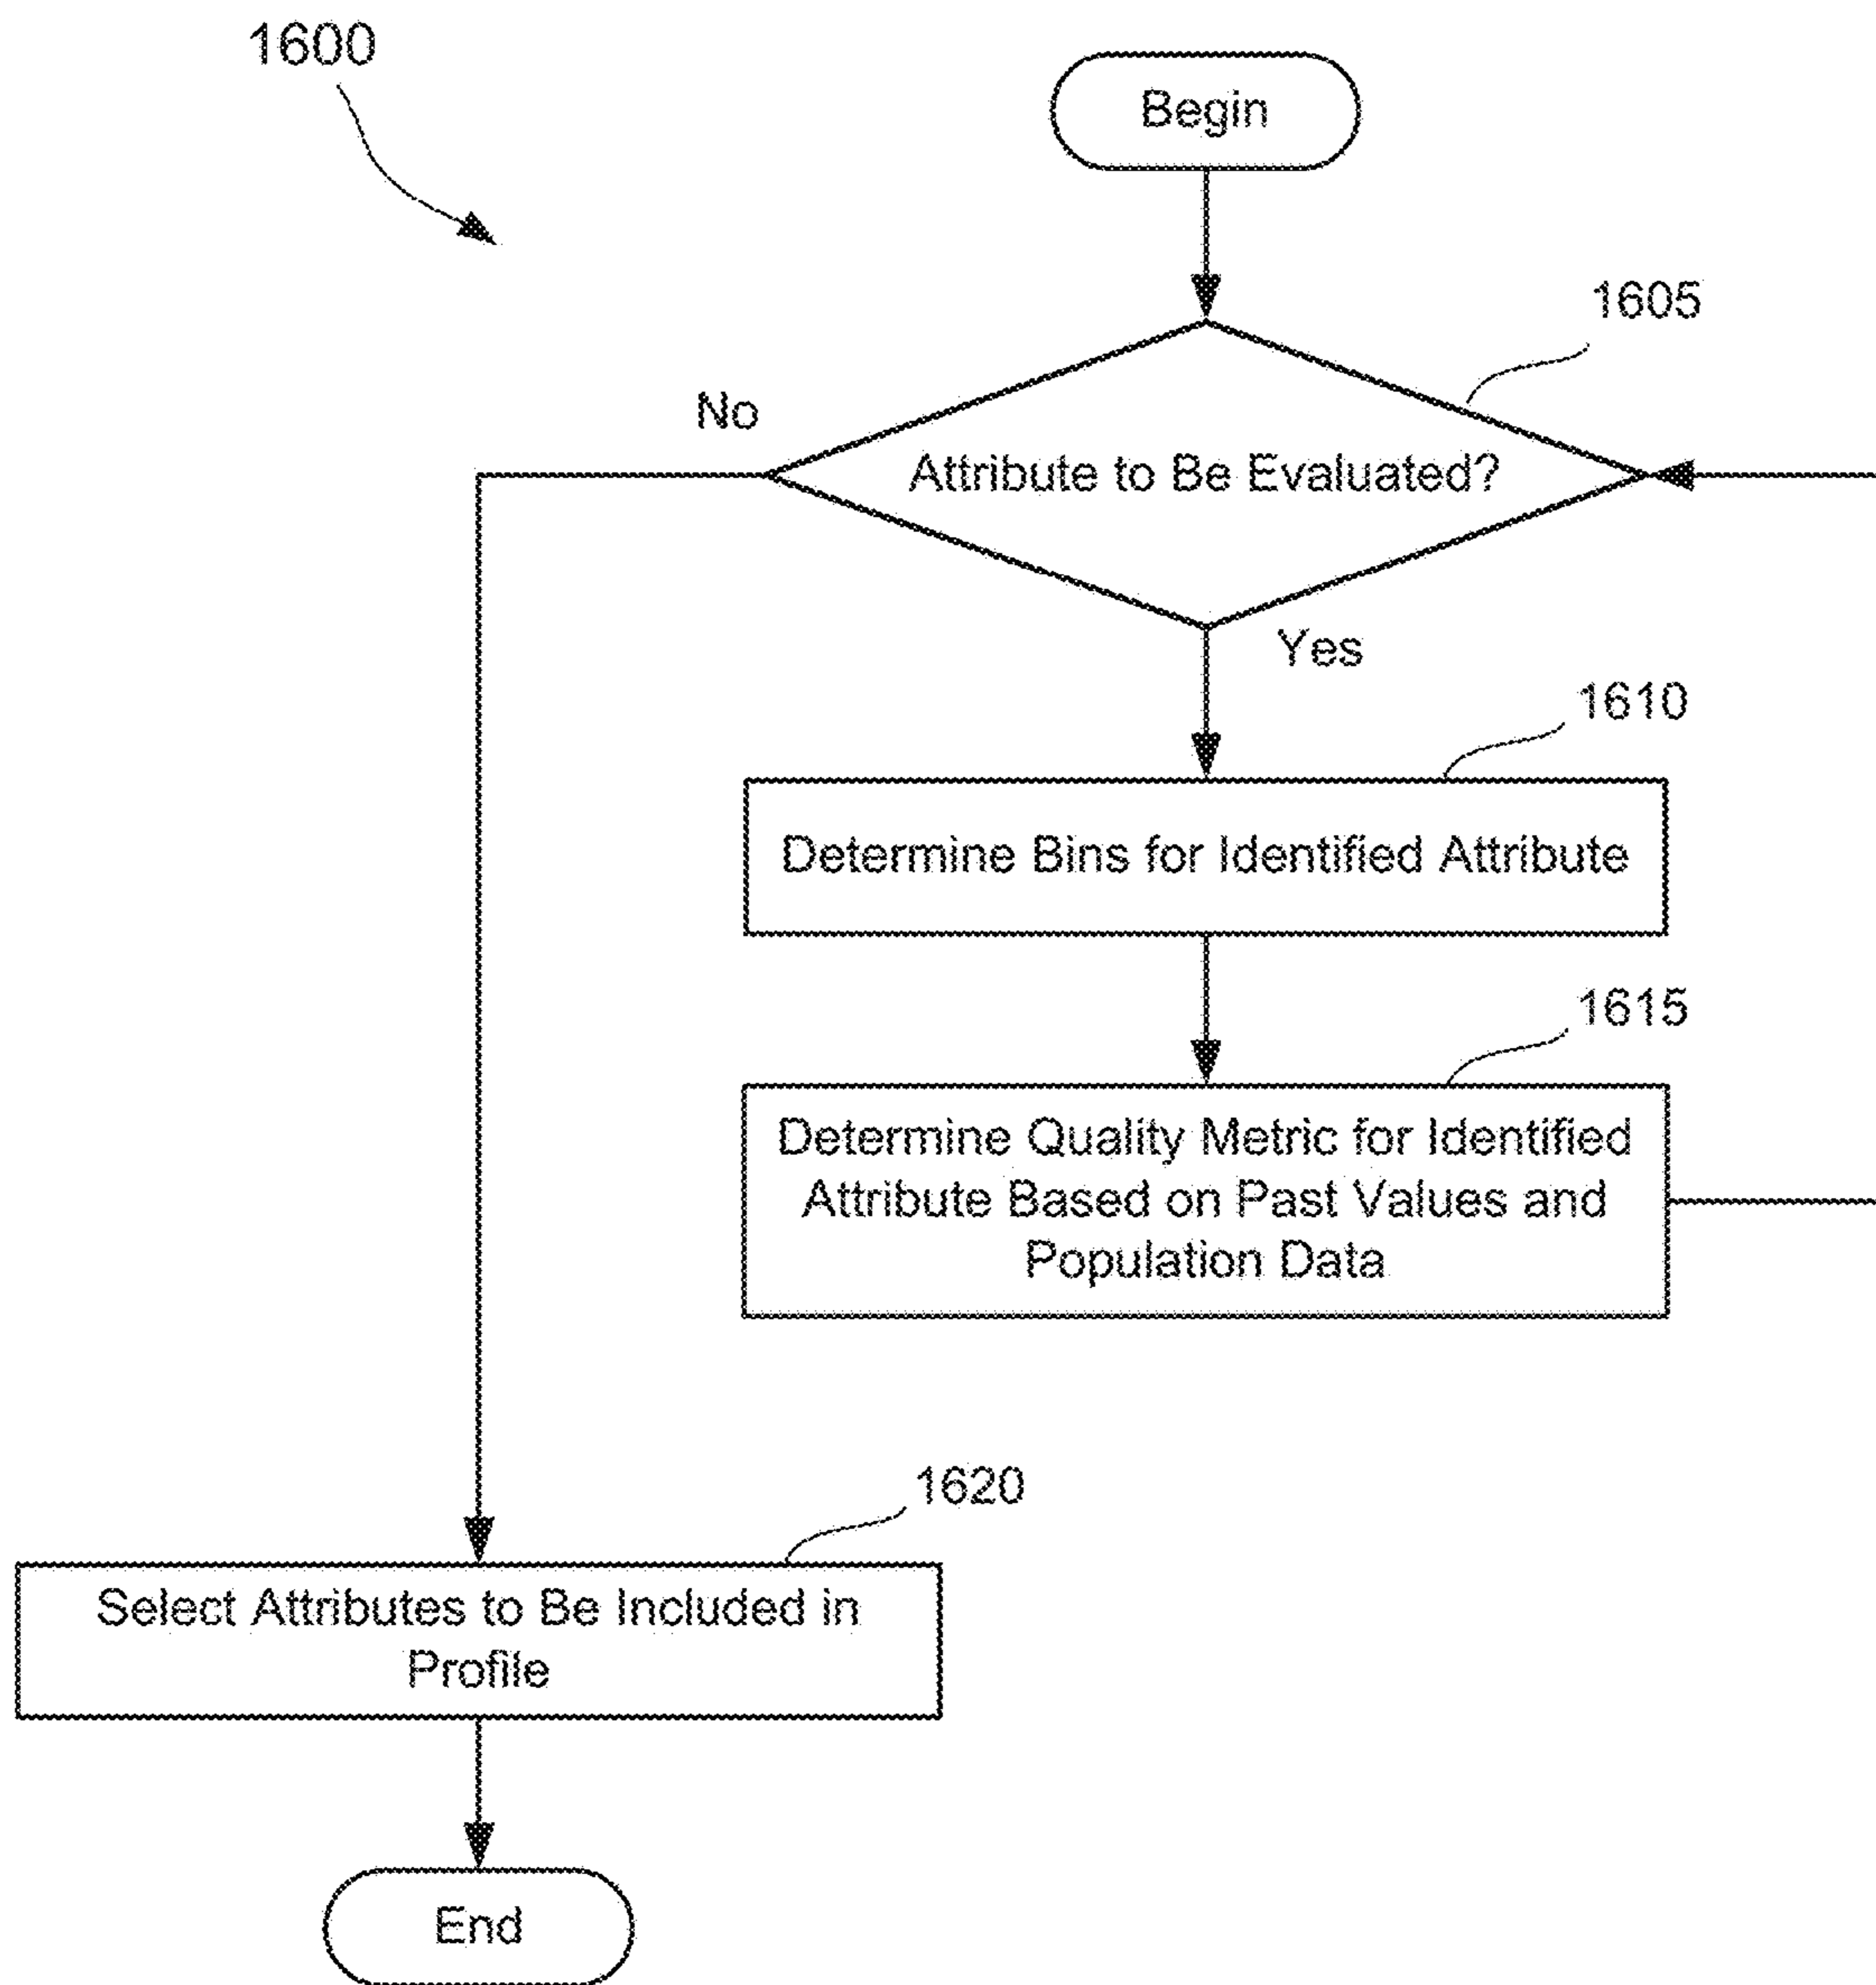 1600
Begin
1605
No
Attribute to Be Evaluated?
Yes
1610
Determine Bins for Identified Attribute
1615
Determine Quality Metric for Identified
Attribute Based on Past Values and
Population Data
1620
Select Attributes to Be Included in
Profile
End